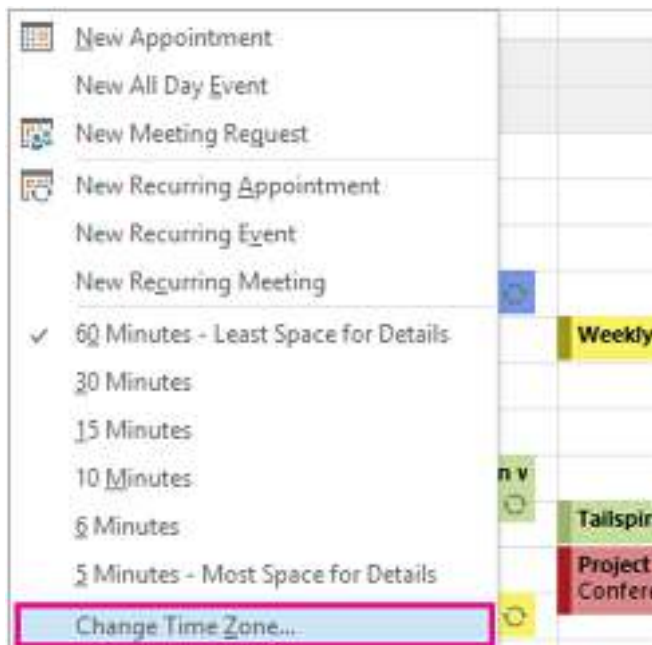 New Appointment
New All Day Event
New Meeting Request
New Recurring Appointment
New Recurring Event
New Recurring Meeting
60 Minutes - Least Space for Details
30 Minutes
15 Minutes
10 Minutes
6 Minutes
5 Minutes - Most Space for Details
Change Time Zone...
Weekly
n v
Tailspin
Project
Confere